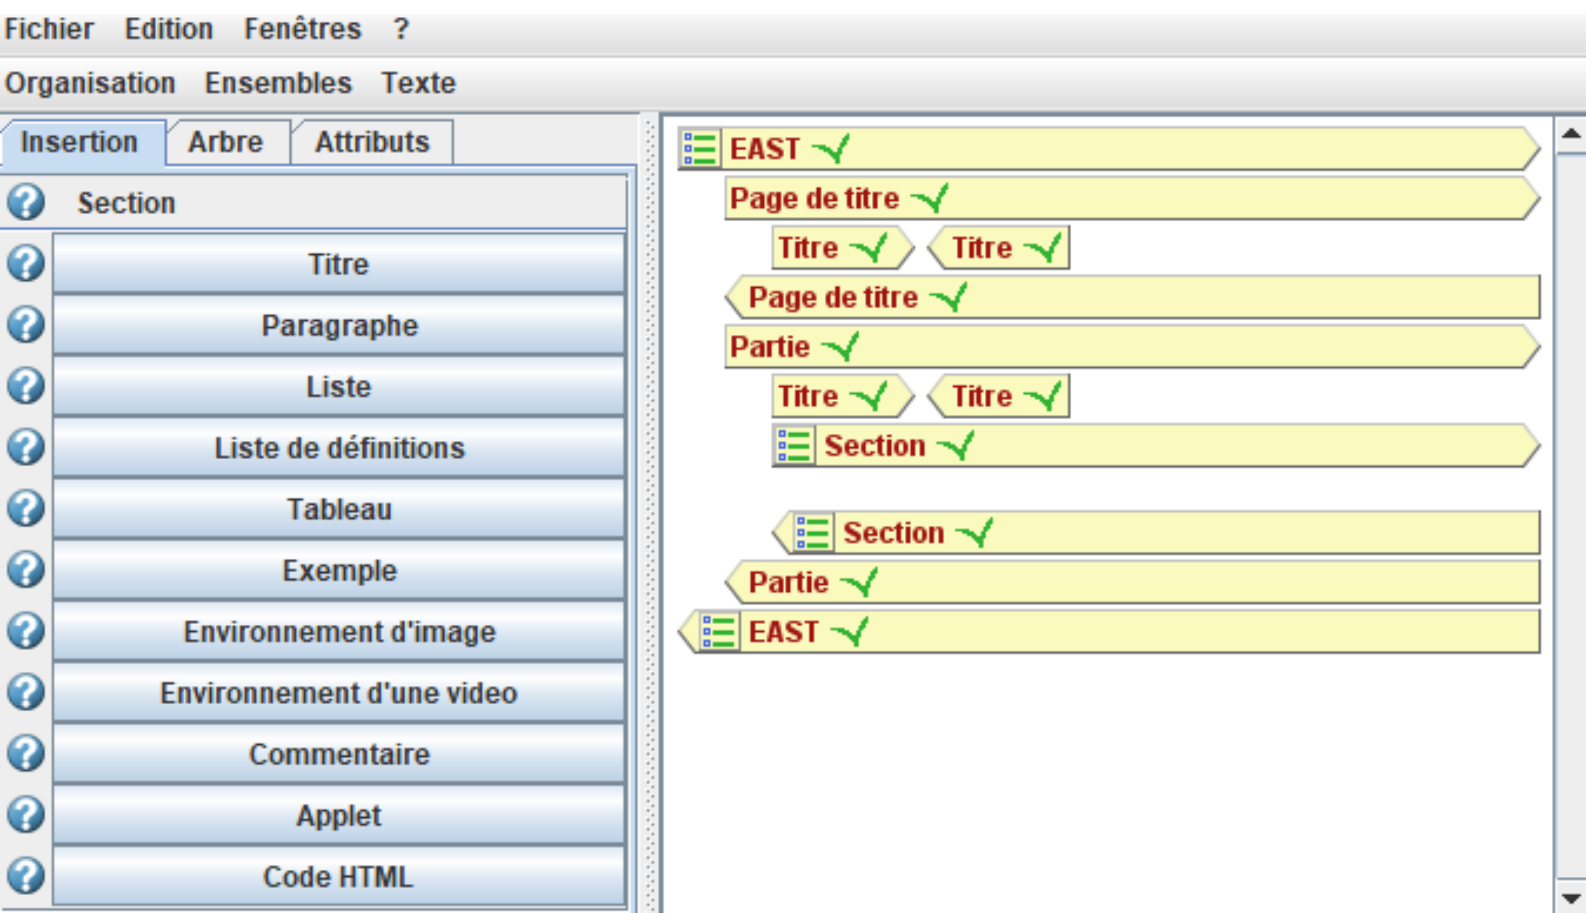 Fichier Edition Fenêtres ?
Organisation Ensembles Texte
Insertion Arbre Attributs
Section
Titre
Paragraphe
Liste
Liste de définitions
Tableau
Exemple
Environnement d'image
Environnement d'une video
Commentaire
Applet
Code HTML
EAST
Page de titre
Titre Titre
Page de titre
Partie
Titre Titre
Section
Section
Partie
EAST